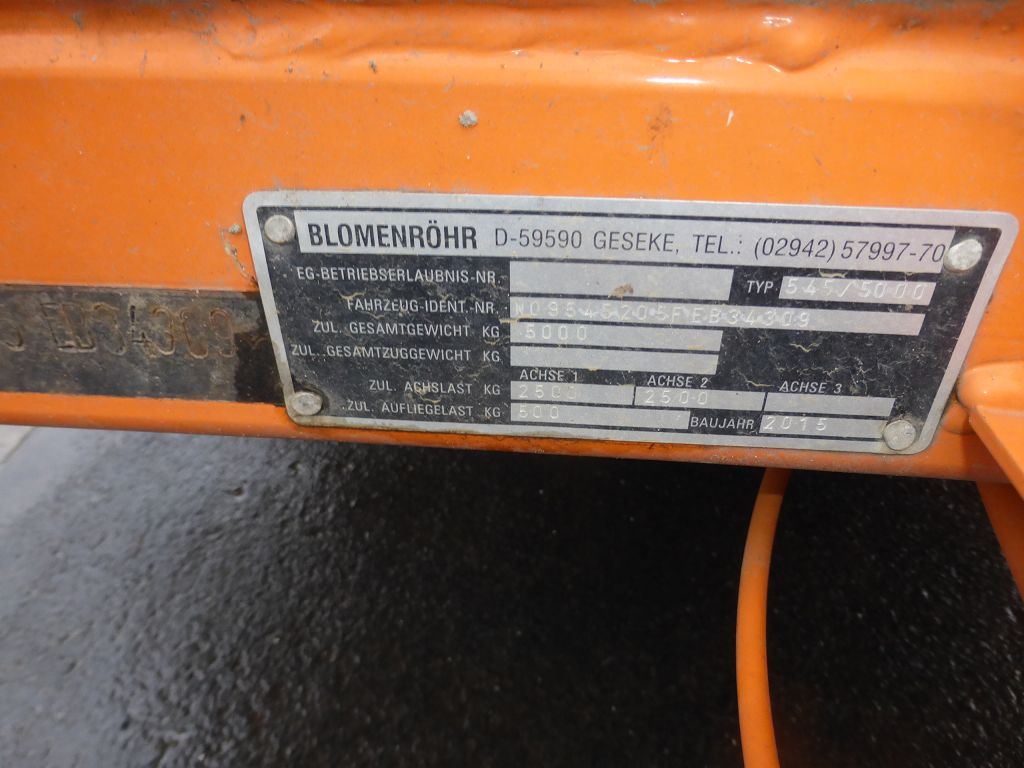 BLOMENRÖHR D-59590 GESEKE, TEL.: (02942) 57997-70
EG-BETRIEBSERLAUBNIS-NR. TYP 545/5000
FAHRZEUG-IDENT.-NR. W09545205FEB34309
ZUL. GESAMTGEWICHT KG 5000
ZUL. GESAMTZUGGEWICHT KG
ACHSE 1 ACHSE 2 ACHSE 3
ZUL. ACHSLAST KG 2500 2500
ZUL. AUFLIEGELAST KG 500 BAUJAHR 2015